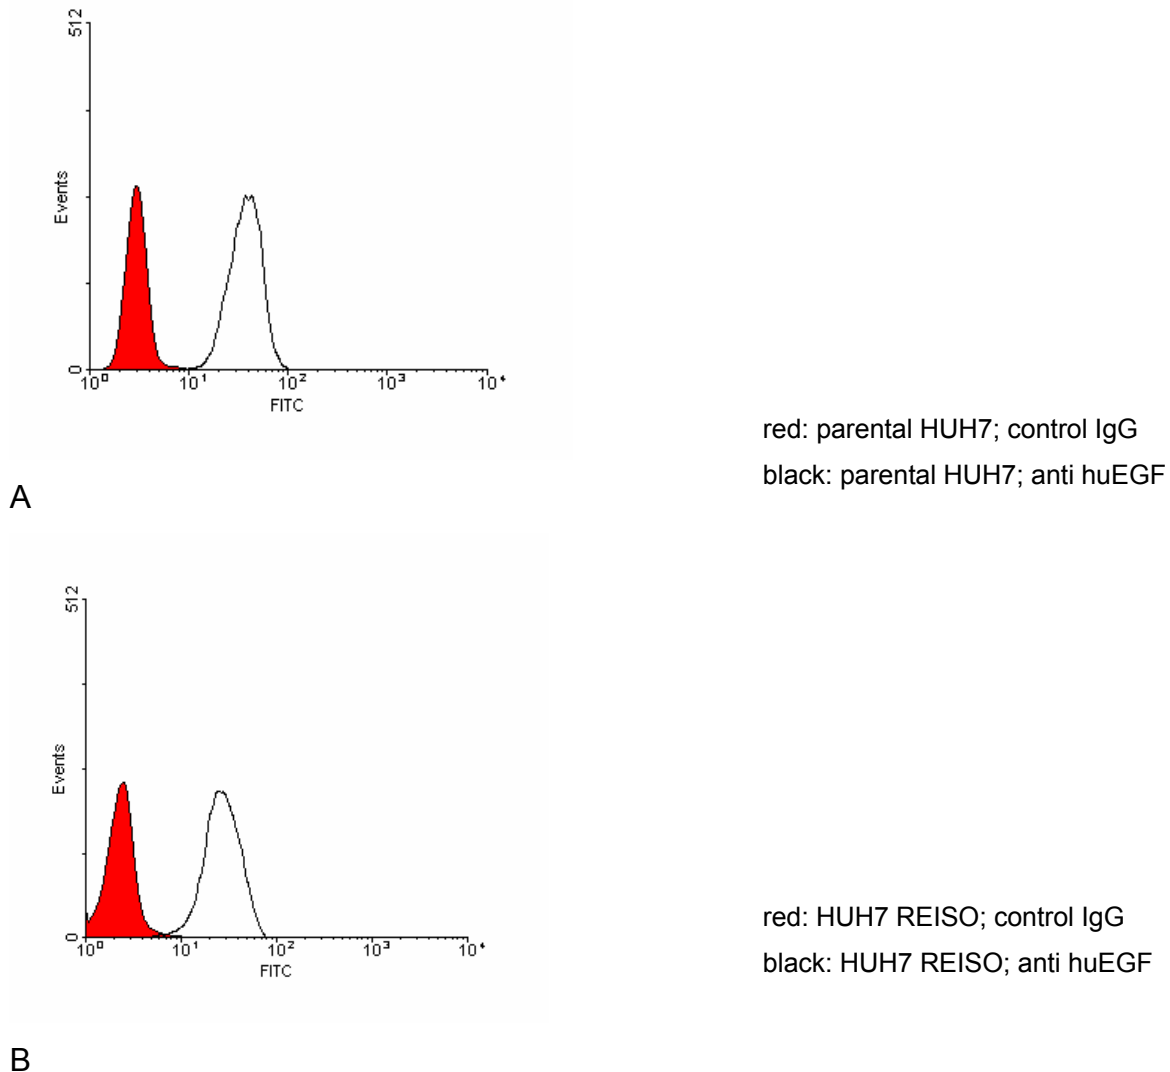 512
Events
0
10⁰ 10¹ 10² 10³ 10⁴
FITC
red: parental HUH7; control IgG
black: parental HUH7; anti huEGF
A
512
Events
0
10⁰ 10¹ 10² 10³ 10⁴
FITC
red: HUH7 REISO; control IgG
black: HUH7 REISO; anti huEGF
B